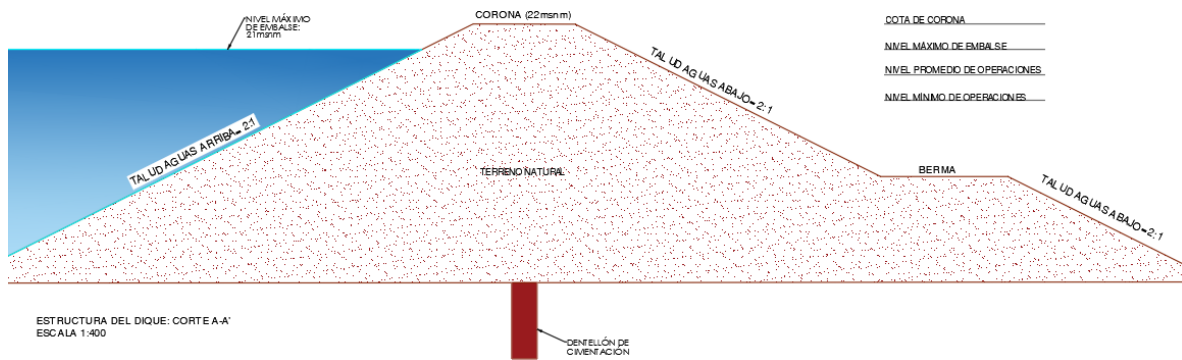 NIVEL MÁXIMO
DE EMBALSE:
21msnm
CORONA (22msnm)
COTA DE CORONA
NIVEL MÁXIMO DE EMBALSE
NIVEL PROMEDIO DE OPERACIONES
NIVEL MÍNIMO DE OPERACIONES
TALUD AGUAS ABAJO= 2:1
TALUD AGUAS ARRIBA= 2:1
TERRENO NATURAL
BERMA
TALUD AGUAS ABAJO=2:1
ESTRUCTURA DEL DIQUE: CORTE A-A'
ESCALA 1:400
DENTELLÓN DE
CIMENTACIÓN